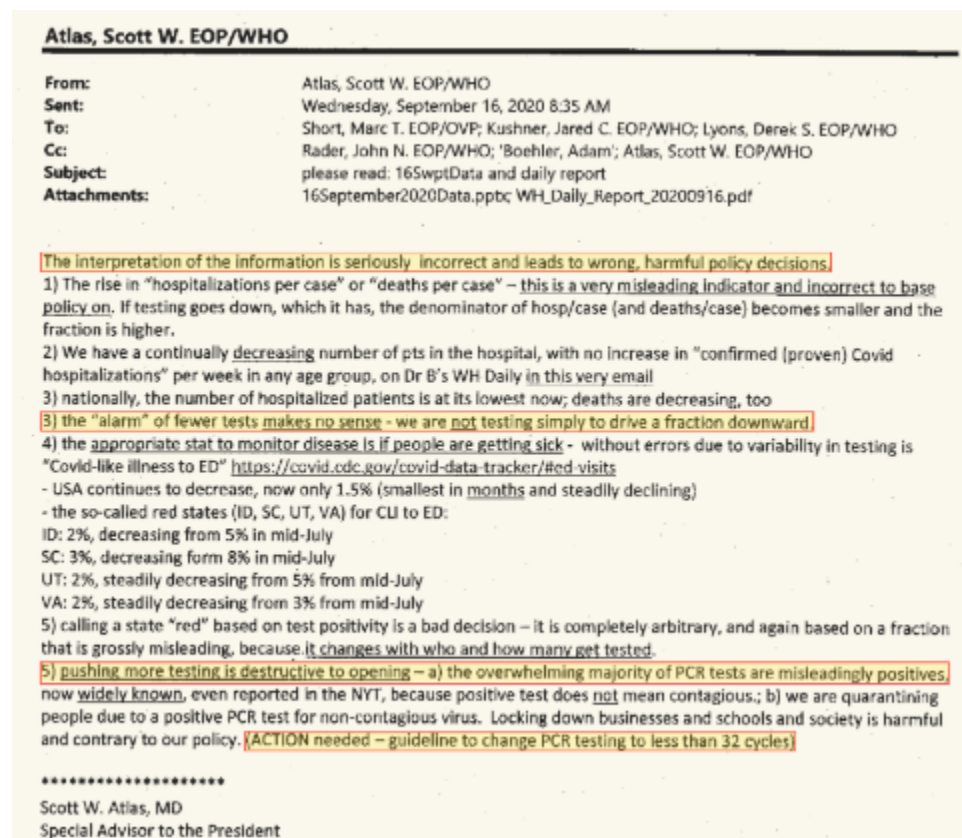 Atlas, Scott W. EOP/WHO
From: Atlas, Scott W. EOP/WHO
Sent: Wednesday, September 16, 2020 8:35 AM
To: Short, Marc T. EOP/OVP; Kushner, Jared C. EOP/WHO; Lyons, Derek S. EOP/WHO
Cc: Rader, John N. EOP/WHO; 'Boehler, Adam'; Atlas, Scott W. EOP/WHO
Subject: please read: 16SwptData and daily report
Attachments: 16September2020Data.pptx; WH_Daily_Report_20200916.pdf
The interpretation of the information is seriously incorrect and leads to wrong, harmful policy decisions.
1) The rise in "hospitalizations per case" or "deaths per case" – this is a very misleading indicator and incorrect to base
policy on. If testing goes down, which it has, the denominator of hosp/case (and deaths/case) becomes smaller and the
fraction is higher.
2) We have a continually decreasing number of pts in the hospital, with no increase in "confirmed (proven) Covid
hospitalizations" per week in any age group, on Dr B's WH Daily in this very email
3) nationally, the number of hospitalized patients is at its lowest now; deaths are decreasing, too
3) the "alarm" of fewer tests makes no sense - we are not testing simply to drive a fraction downward.
4) the appropriate stat to monitor disease is if people are getting sick - without errors due to variability in testing is
"Covid-like illness to ED" https://covid.cdc.gov/covid-data-tracker/#ed-visits
- USA continues to decrease, now only 1.5% (smallest in months and steadily declining)
- the so-called red states (ID, SC, UT, VA) for CLI to ED:
ID: 2%, decreasing from 5% in mid-July
SC: 3%, decreasing form 8% in mid-July
UT: 2%, steadily decreasing from 5% from mid-July
VA: 2%, steadily decreasing from 3% from mid-July
5) calling a state "red" based on test positivity is a bad decision – it is completely arbitrary, and again based on a fraction
that is grossly misleading, because it changes with who and how many get tested.
5) pushing more testing is destructive to opening – a) the overwhelming majority of PCR tests are misleadingly positives,
now widely known, even reported in the NYT, because positive test does not mean contagious.; b) we are quarantining
people due to a positive PCR test for non-contagious virus. Locking down businesses and schools and society is harmful
and contrary to our policy. (ACTION needed – guideline to change PCR testing to less than 32 cycles)
********************
Scott W. Atlas, MD
Special Advisor to the President